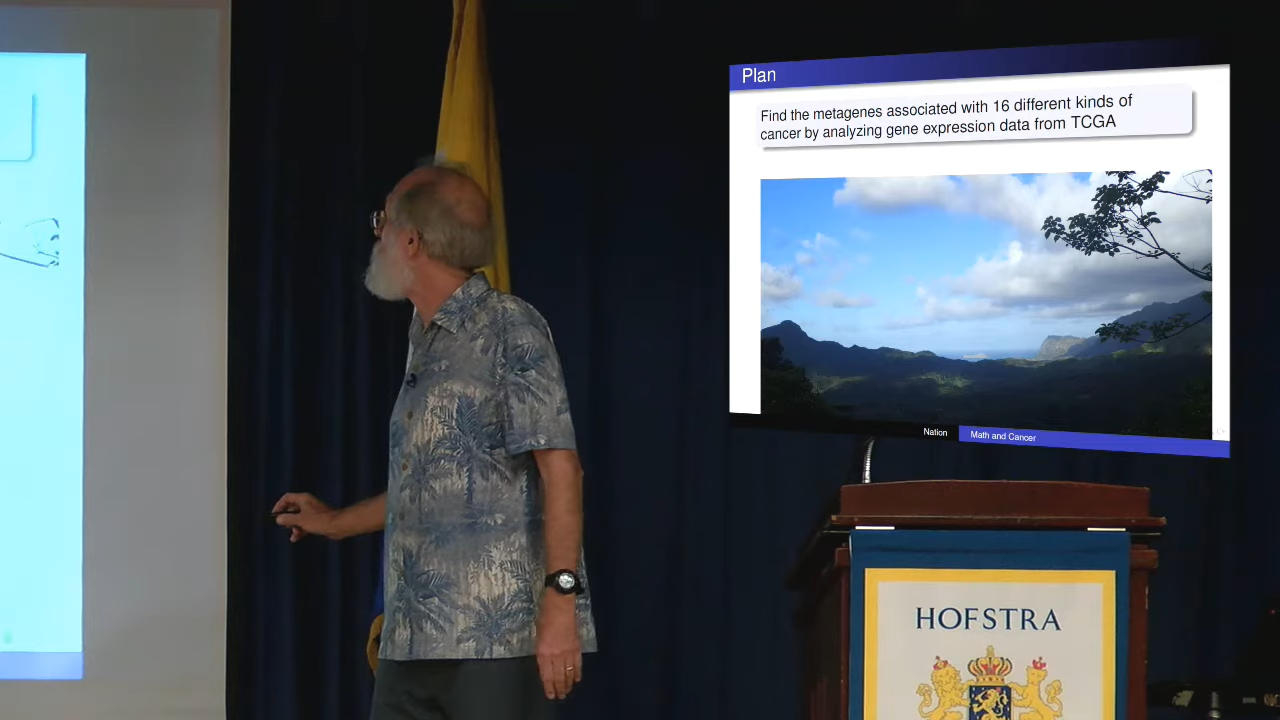 Plan
Find the metagenes associated with 16 different kinds of
cancer by analyzing gene expression data from TCGA
Nation
Math and Cancer
HOFSTRA